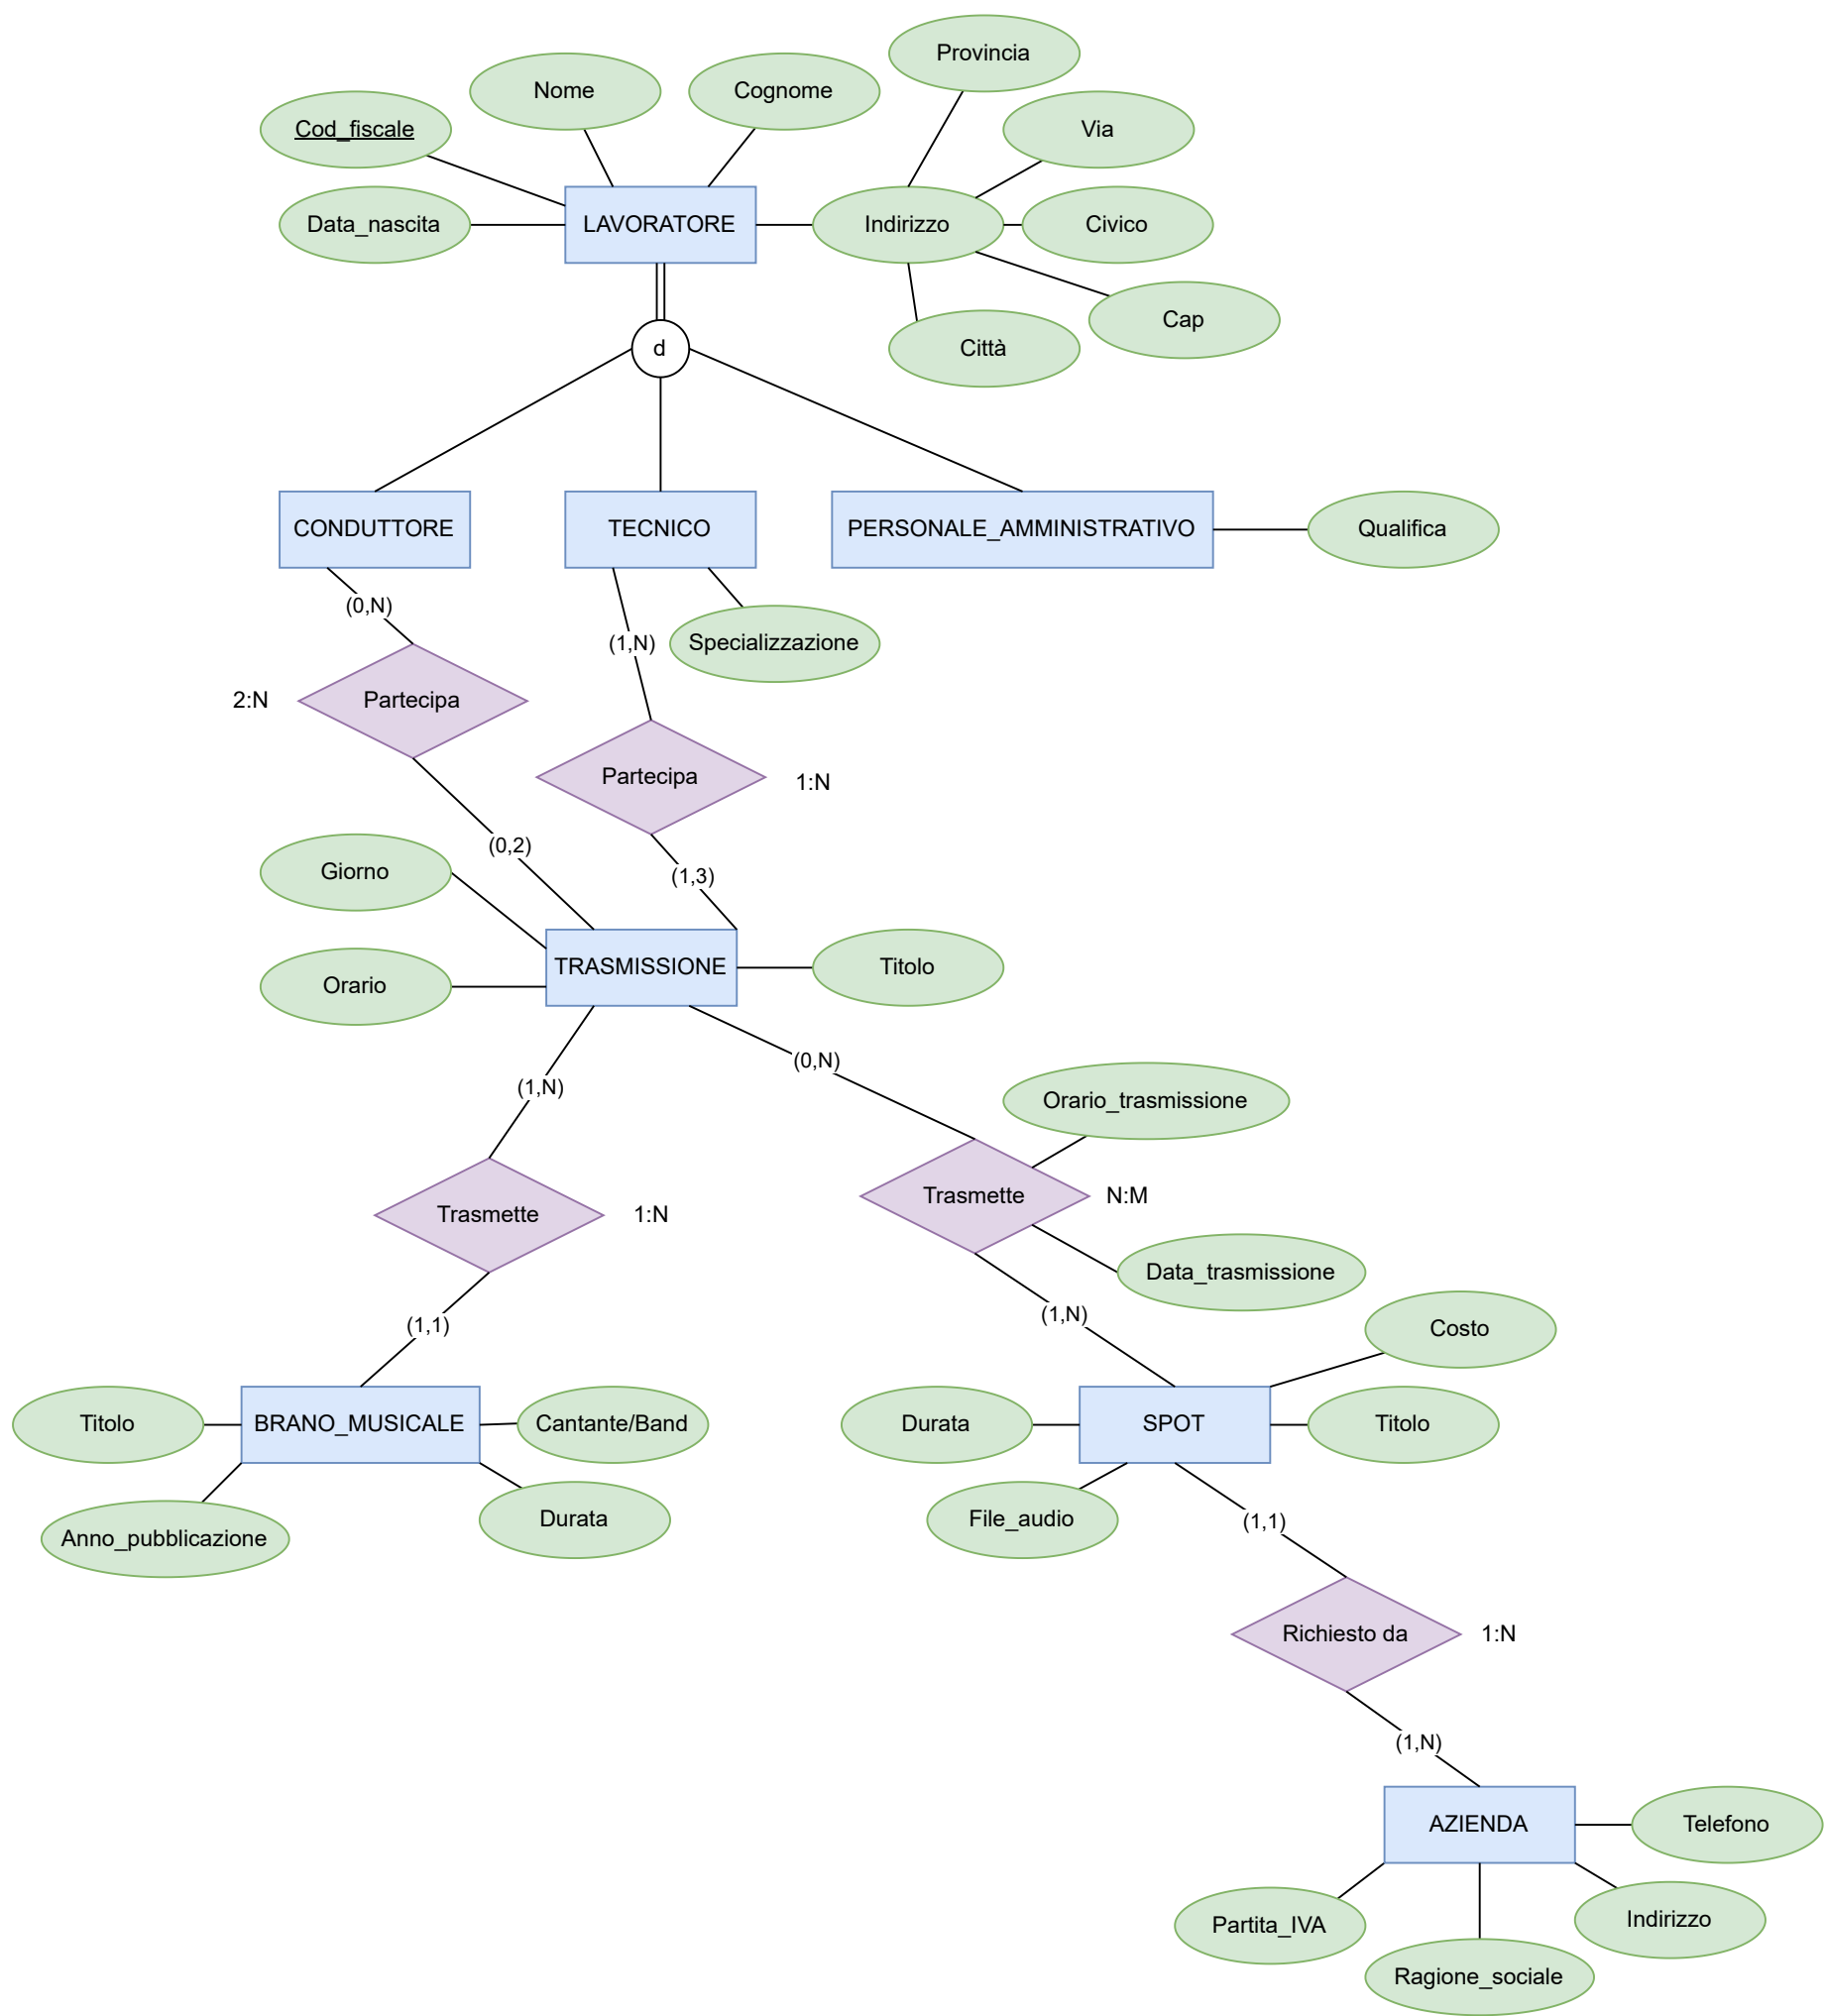 Provincia
Nome
Cognome
Cod_fiscale
Via
Data_nascita
LAVORATORE
Indirizzo
Civico
Cap
Città
d
CONDUTTORE
TECNICO
PERSONALE_AMMINISTRATIVO
Qualifica
(0,N)
(1,N)
Specializzazione
2:N
Partecipa
Partecipa
1:N
(0,2)
(1,3)
Giorno
TRASMISSIONE
Titolo
Orario
(0,N)
(1,N)
Orario_trasmissione
Trasmette
N:M
Trasmette
1:N
Data_trasmissione
(1,N)
(1,1)
Costo
Titolo
BRANO_MUSICALE
Cantante/Band
Durata
SPOT
Titolo
Anno_pubblicazione
Durata
File_audio
(1,1)
Richiesto da
1:N
(1,N)
AZIENDA
Telefono
Partita_IVA
Indirizzo
Ragione_sociale